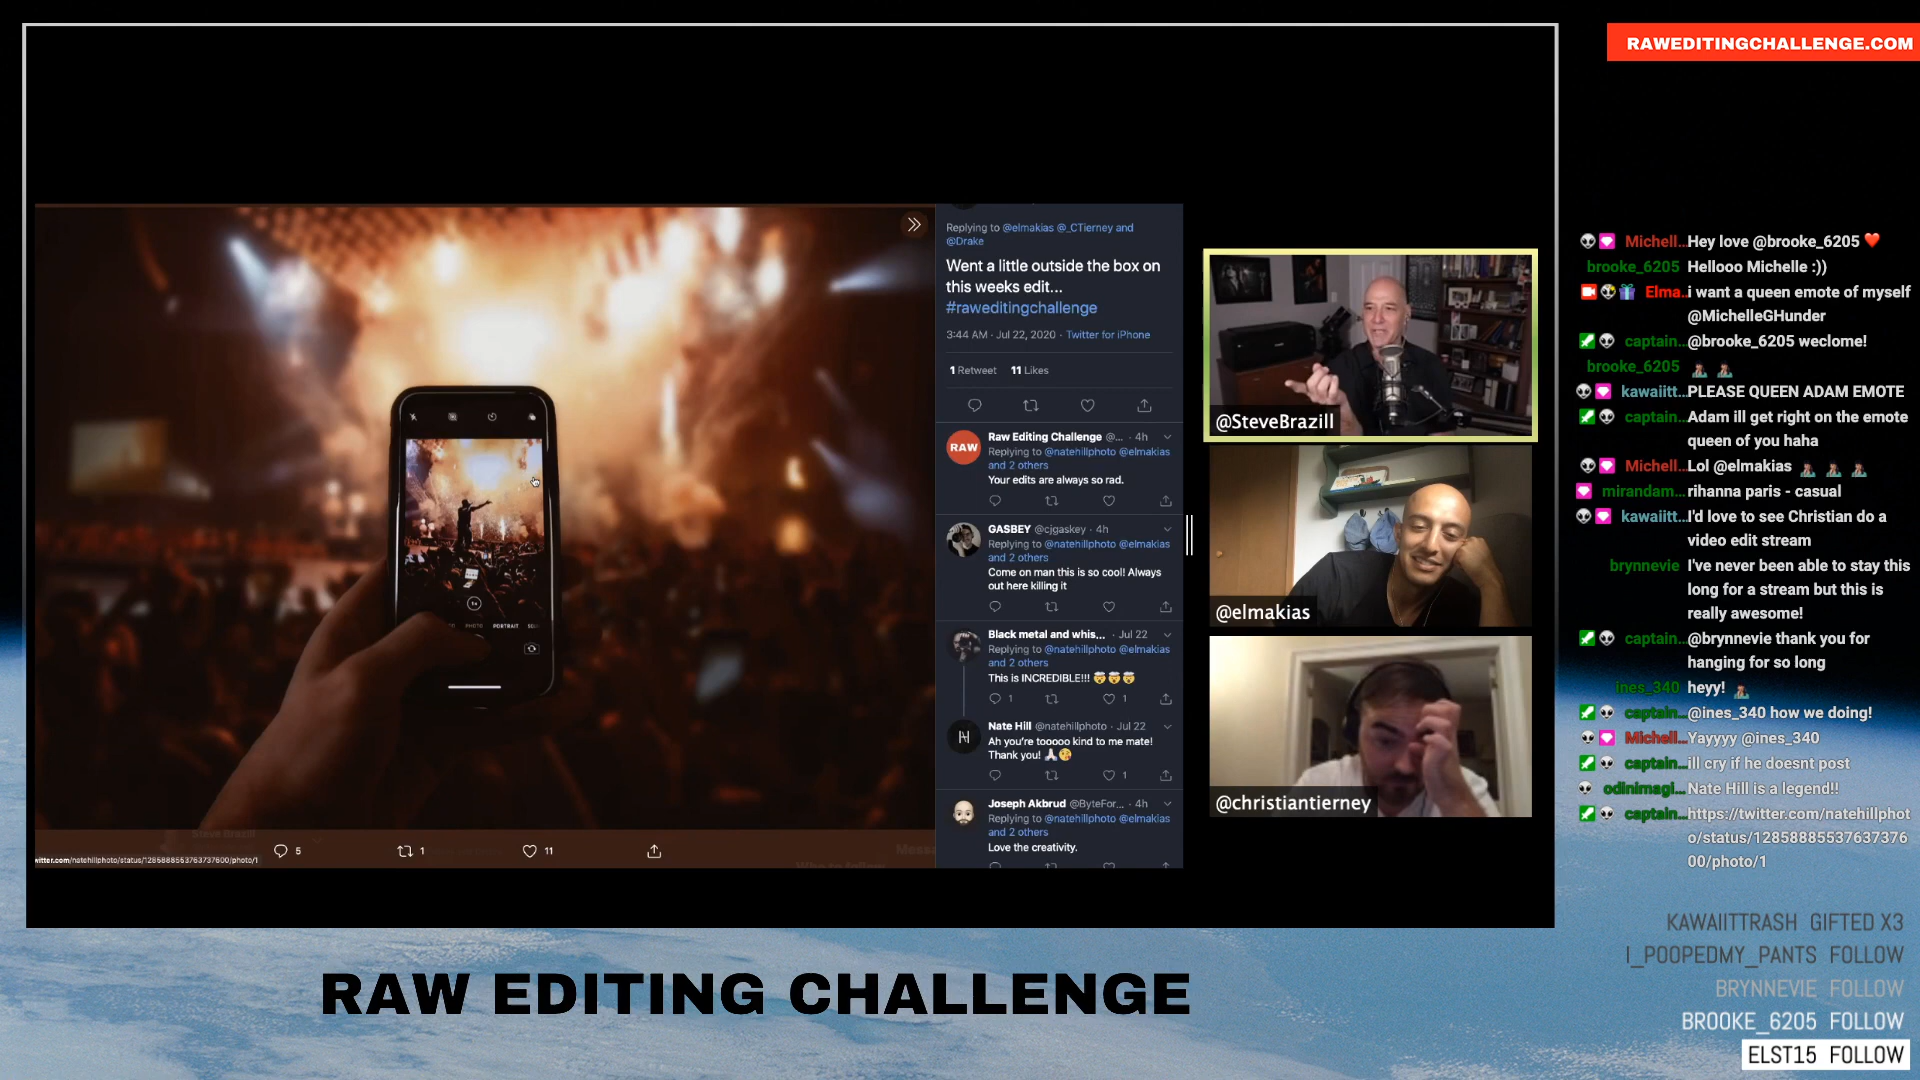 RAWEDITINGCHALLENGE.COM
Replying to @elmakias @_CTierney and
@Drake
Went a little outside the box on
this weeks edit...
#raweditingchallenge
3:44 AM · Jul 22, 2020 · Twitter for iPhone
1 Retweet 11 Likes
RAW
Raw Editing Challenge @... · 4h
Replying to @natehillphoto @elmakias
and 2 others
Your edits are always so rad.
GASBEY @cjgaskey · 4h
Replying to @natehillphoto @elmakias
and 2 others
Come on man this is so cool! Always
out here killing it
Black metal and whis... · Jul 22
Replying to @natehillphoto @elmakias
and 2 others
This is INCREDIBLE!!! 🤯🤯🤯
1 1
Nate Hill @natehillphoto · Jul 22
Ah you're tooooo kind to me mate!
Thank you! 🙏😘
1
Joseph Akbrud @ByteFor... · 4h
Replying to @natehillphoto @elmakias
and 2 others
Love the creativity.
PHOTO PORTRAIT
5 1 11
witter.com/natehillphoto/status/1285888553763737600/photo/1
@SteveBrazill
@elmakias
@christiantierney
Michell... Hey love @brooke_6205 ❤️
brooke_6205 Hellooo Michelle :))
Elma... i want a queen emote of myself
@MichelleGHunder
captain... @brooke_6205 weclome!
brooke_6205
kawaiitt... PLEASE QUEEN ADAM EMOTE
captain... Adam ill get right on the emote
queen of you haha
Michell... Lol @elmakias
mirandam... rihanna paris - casual
kawaiitt... I'd love to see Christian do a
video edit stream
brynnevie I've never been able to stay this
long for a stream but this is
really awesome!
captain... @brynnevie thank you for
hanging for so long
ines_340 heyy!
captain... @ines_340 how we doing!
Michell... Yayyyy @ines_340
captain... ill cry if he doesnt post
odinimagi... Nate Hill is a legend!!
captain... https://twitter.com/natehillphot
o/status/12858885537637376
00/photo/1
KAWAIITTRASH GIFTED X3
I_POOPEDMY_PANTS FOLLOW
BRYNNEVIE FOLLOW
BROOKE_6205 FOLLOW
ELST15 FOLLOW
RAW EDITING CHALLENGE